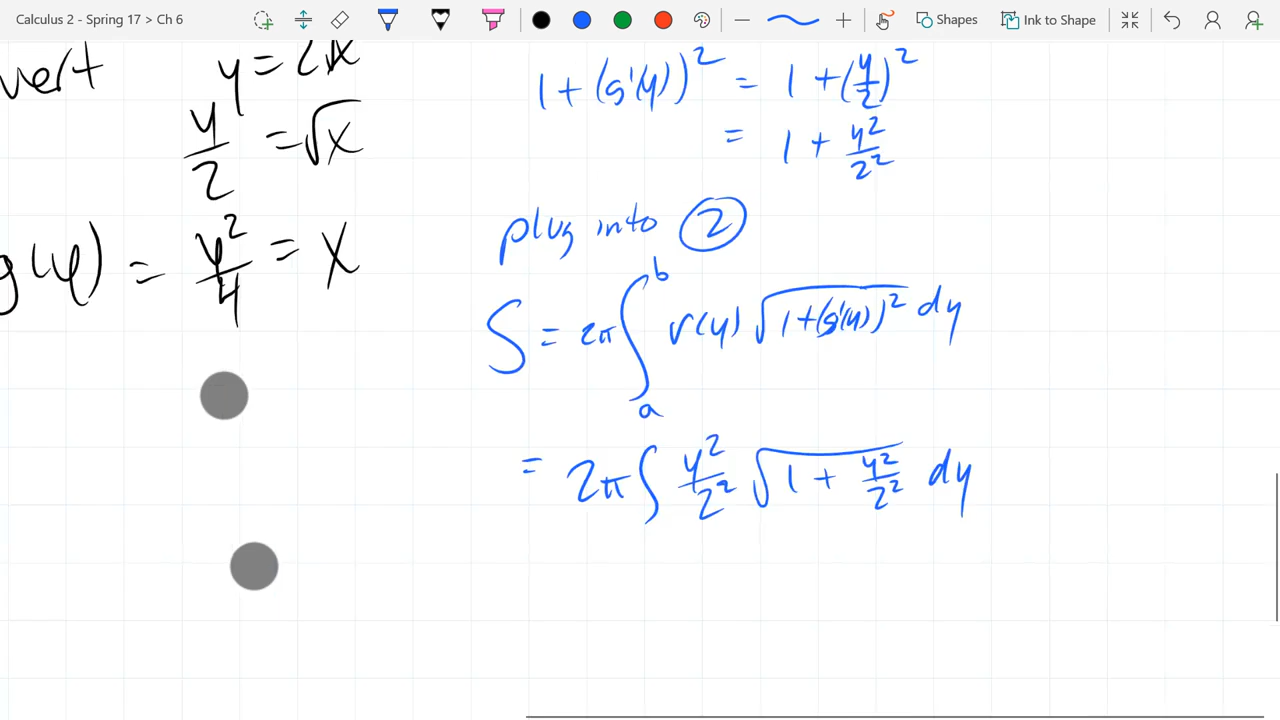 Calculus 2 - Spring 17 > Ch 6
Shapes
Ink to Shape
vert
y = 2√x
y/2 = √x
g(y) = y²/4 = x
1 + (g'(y))² = 1 + (y/2)²
= 1 + y²/2²
plug into ②
S = 2π ∫ₐᵇ r(y) √(1+(g'(y))²) dy
= 2π ∫ y²/2² √(1 + y²/2²) dy